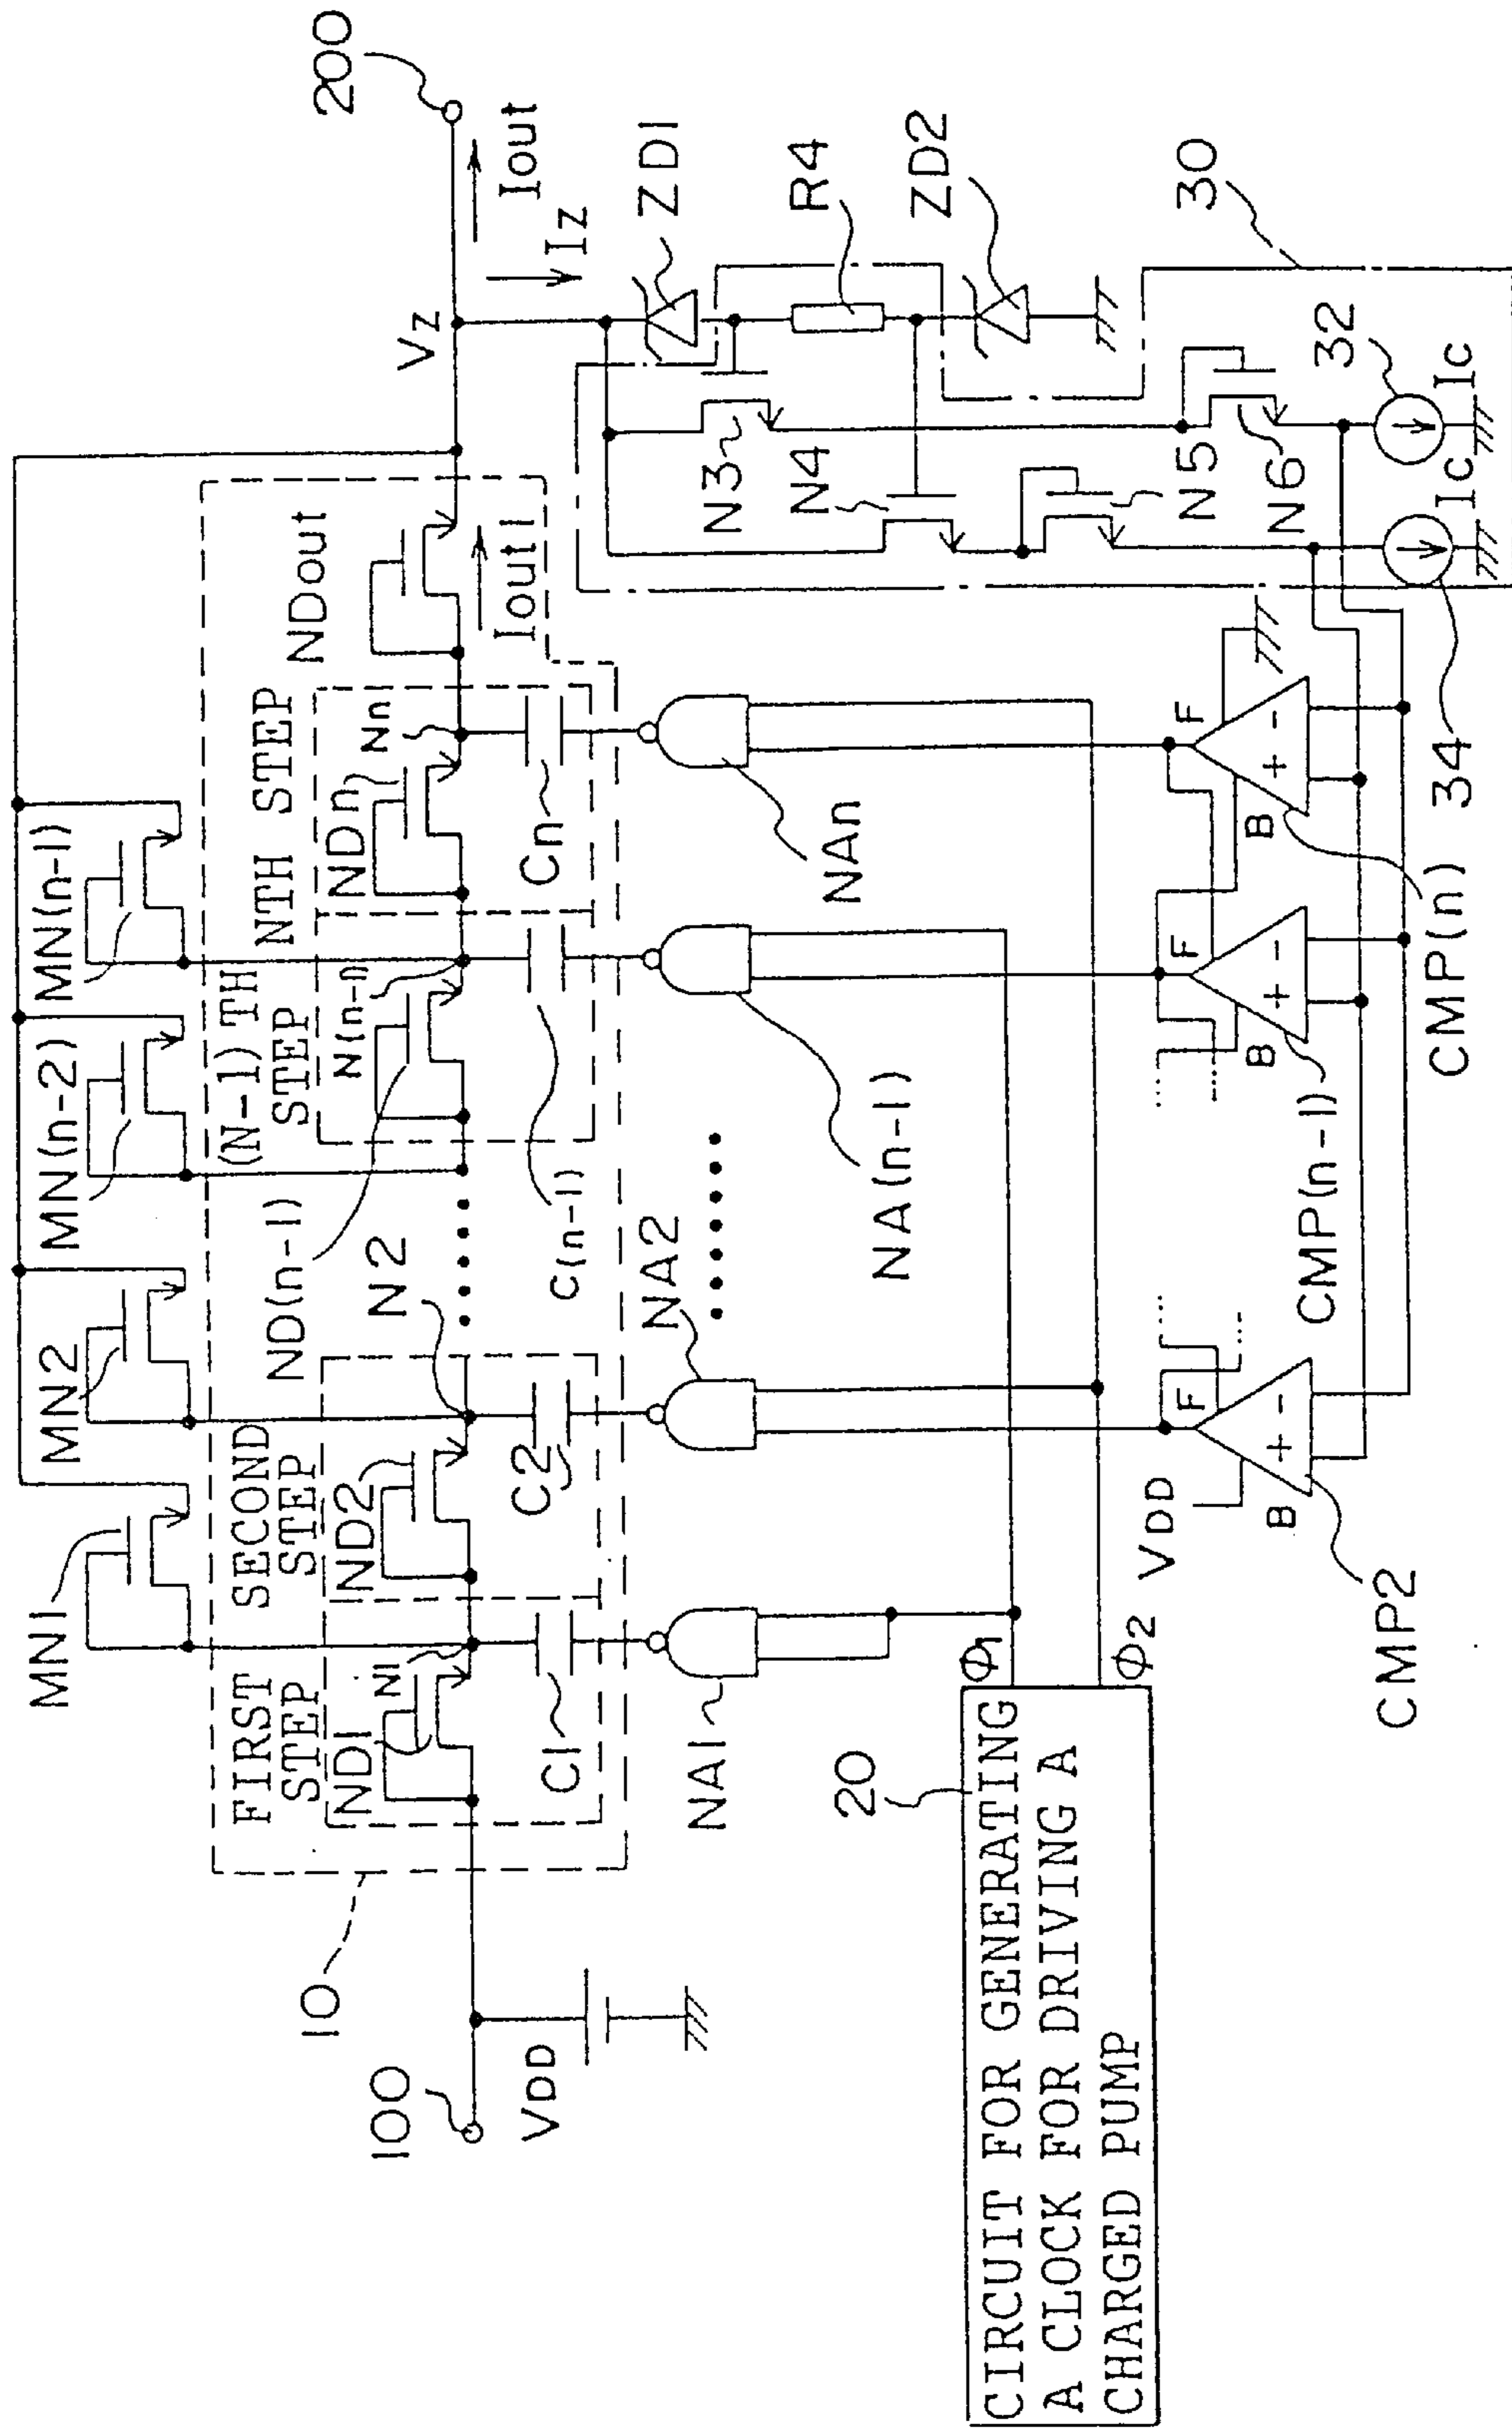 MN1
MN2
MN(n-2)
MN(n-1)
10
FIRST
STEP
SECOND
STEP
(N-1) TH
STEP
NTH STEP
ND1
N1
ND2
N2
ND(n-1)
NDn
Nn
NDout
Iout1
100
VDD
C1
C2
C(n-1)
Cn
VZ
200
Iout
IZ
ZD1
R4
ZD2
30
N3
N4
N5
N6
32
Ic
Ic
34
NA1
NA2
NA(n-1)
NAn
20
CIRCUIT FOR GENERATING
A CLOCK FOR DRIVING A
CHARGED PUMP
Φ1
Φ2
VDD
B
F
+ -
CMP2
B
F
+ -
CMP(n-1)
B
F
+ -
CMP(n)